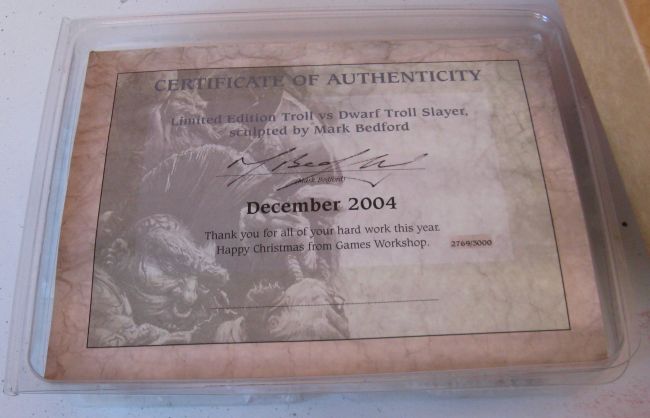 CERTIFICATE OF AUTHENTICITY
Limited Edition Troll vs Dwarf Troll Slayer,
sculpted by Mark Bedford
(Mark Bedford)
December 2004
Thank you for all of your hard work this year.
Happy Christmas from Games Workshop.
2769/3000